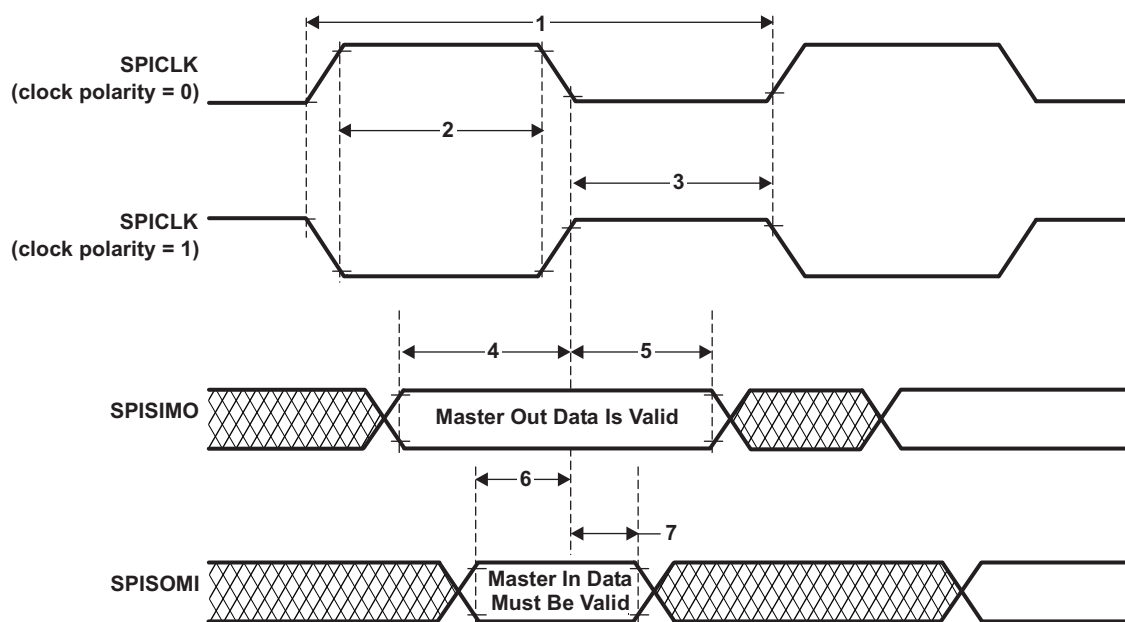 1
SPICLK
(clock polarity = 0)
2
3
SPICLK
(clock polarity = 1)
4
5
SPISIMO
Master Out Data Is Valid
6
7
SPISOMI
Master In Data
Must Be Valid